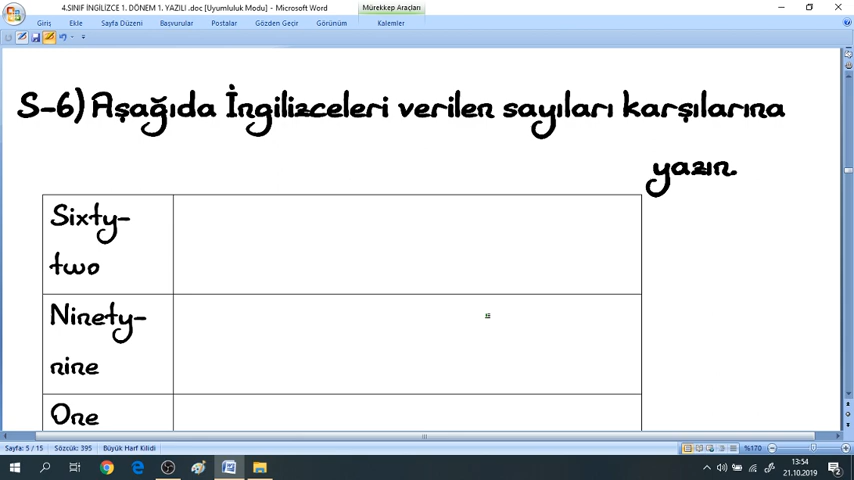 4.SINIF İNGİLİZCE 1. DÖNEM 1. YAZILI .doc [Uyumluluk Modu] - Microsoft Word
Mürekkep Araçları
Giriş Ekle Sayfa Düzeni Başvurular Postalar Gözden Geçir Görünüm Kalemler
S-6) Aşağıda İngilizceleri verilen sayıları karşılarına
yazın.
Sixty-
two
Ninety-
nine
One
Sayfa: 5 / 15 Sözcük: 395 Büyük Harf Kilidi %170
13:54
21.10.2019
2